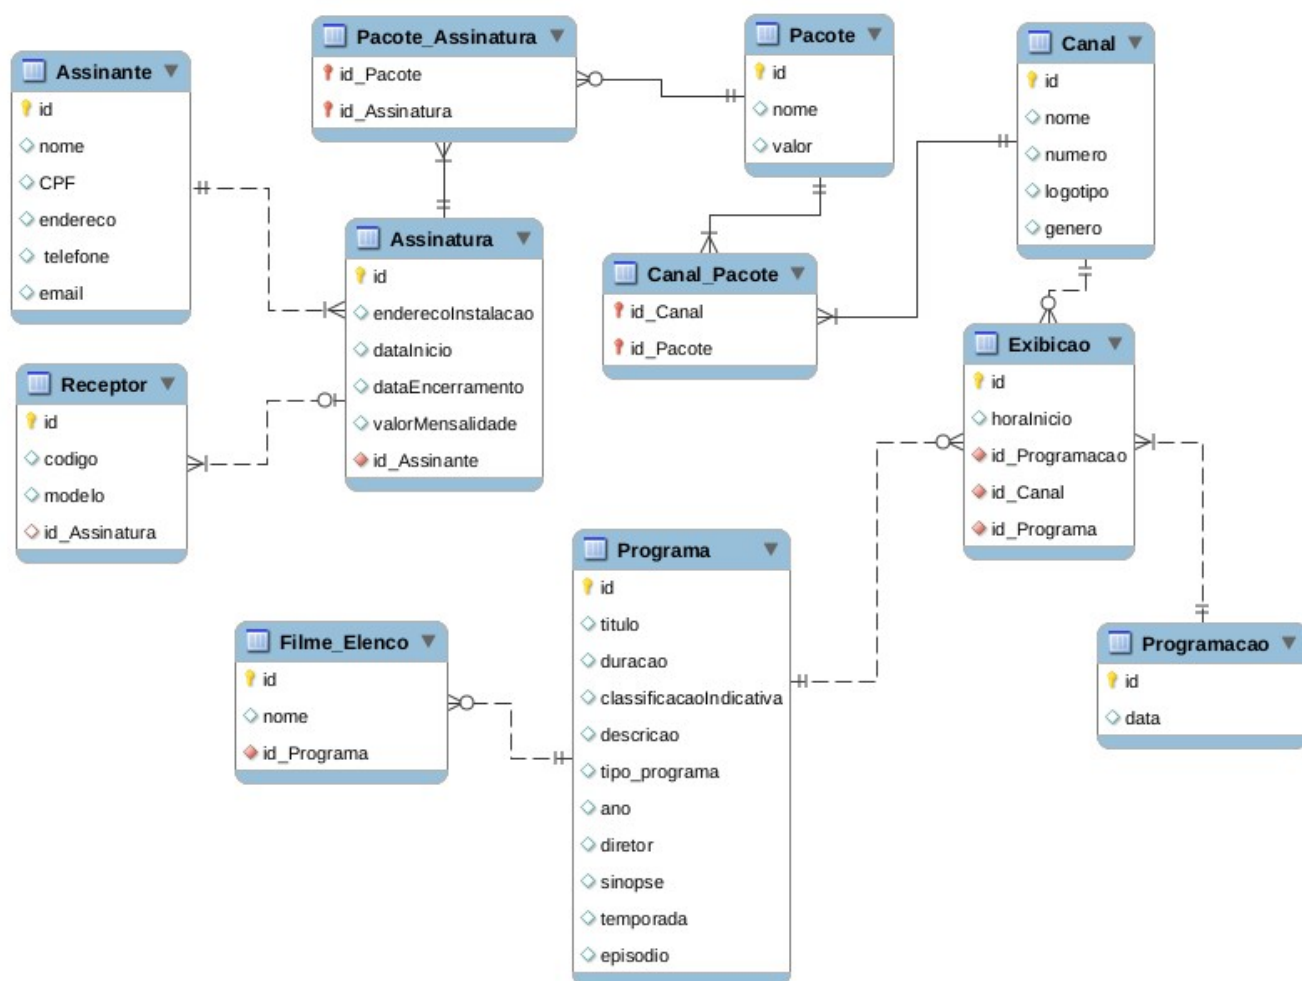 Assinante
id
nome
CPF
endereco
telefone
email
Pacote_Assinatura
id_Pacote
id_Assinatura
Pacote
id
nome
valor
Canal
id
nome
numero
logotipo
genero
Assinatura
id
enderecoInstalacao
dataInicio
dataEncerramento
valorMensalidade
id_Assinante
Canal_Pacote
id_Canal
id_Pacote
Receptor
id
codigo
modelo
id_Assinatura
Exibicao
id
horaInicio
id_Programacao
id_Canal
id_Programa
Programa
id
titulo
duracao
classificacaoIndicativa
descricao
tipo_programa
ano
diretor
sinopse
temporada
episodio
Filme_Elenco
id
nome
id_Programa
Programacao
id
data